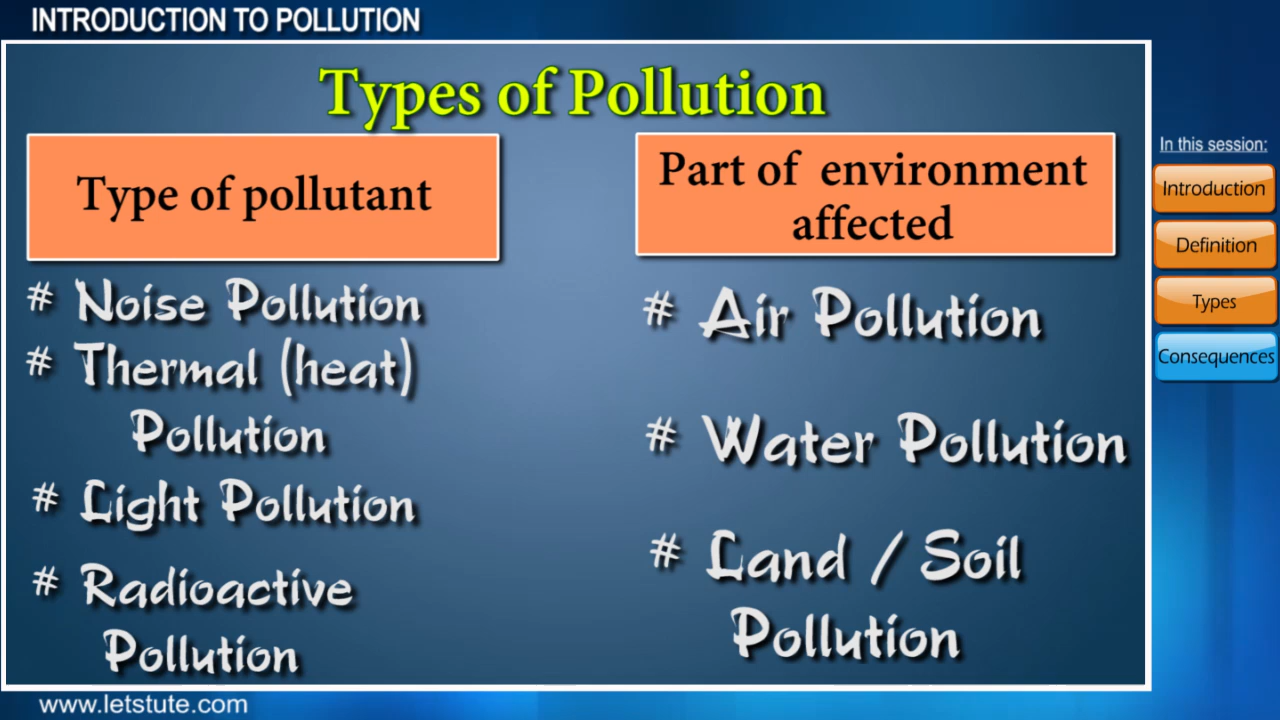 INTRODUCTION TO POLLUTION
Types of Pollution
Type of pollutant
# Noise Pollution
# Thermal (heat)
Pollution
# Light Pollution
# Radioactive
Pollution
Part of environment
affected
# Air Pollution
# Water Pollution
# Land / Soil
Pollution
In this session:
Introduction
Definition
Types
Consequences
www.letstute.com